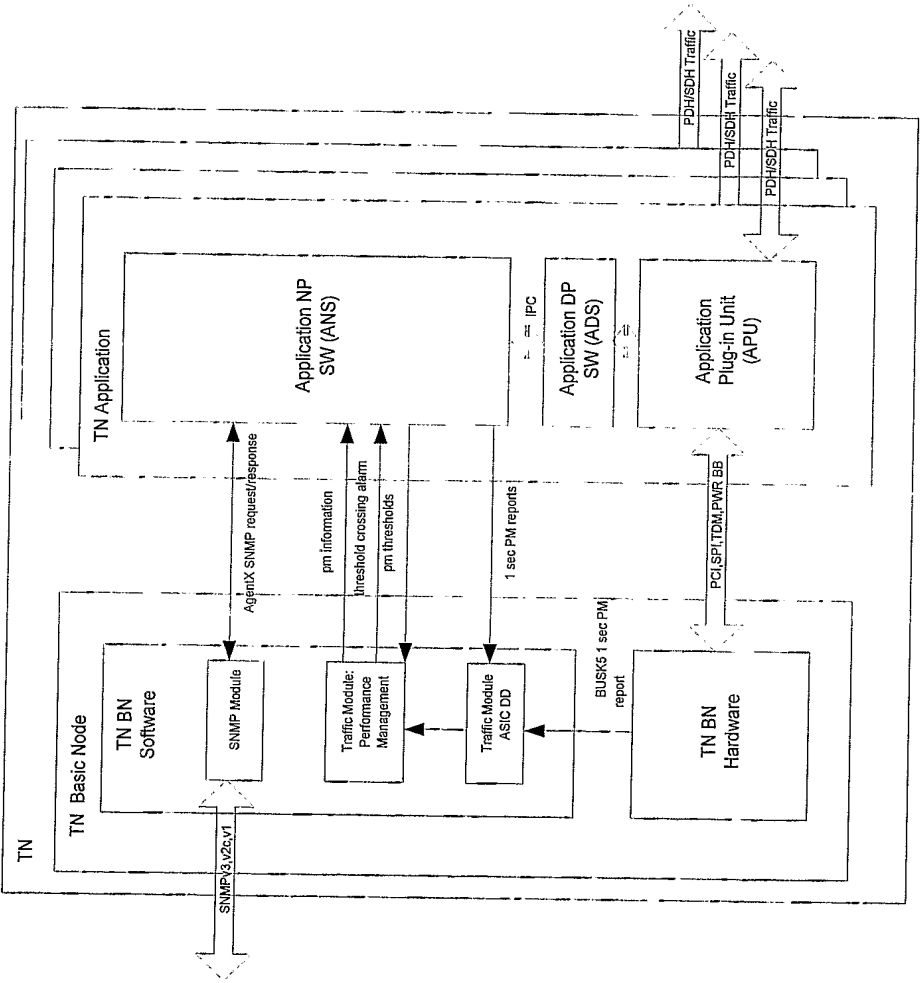 TN
TN Basic Node
TN BN
Software
SNMP Module
Traffic Module:
Performance
Management
Traffic Module
ASIC DD
TN BN
Hardware
SNMPv3,v2c,v1
AgentX SNMP request/response
pm information
threshold crossing alarm
pm thresholds
1 sec PM reports
BUSK5 1 sec PM
report
PCI,SPI,TDM,PWR BB
TN Application
Application NP
SW (ANS)
IPC
Application DP
SW (ADS)
Application
Plug-in Unit
(APU)
PDH/SDH Traffic
PDH/SDH Traffic
PDH/SDH Traffic